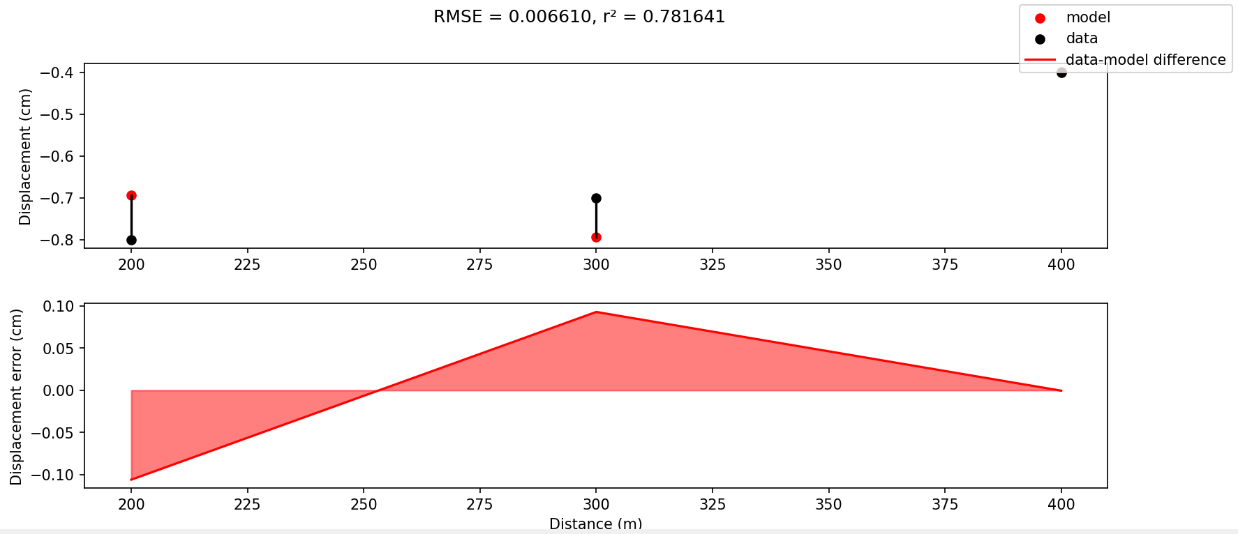 RMSE = 0.006610, r² = 0.781641
model
data
data-model difference
Displacement (cm)
−0.4
−0.5
−0.6
−0.7
−0.8
200 225 250 275 300 325 350 375 400
Displacement error (cm)
0.10
0.05
0.00
−0.05
−0.10
200 225 250 275 300 325 350 375 400
Distance (m)